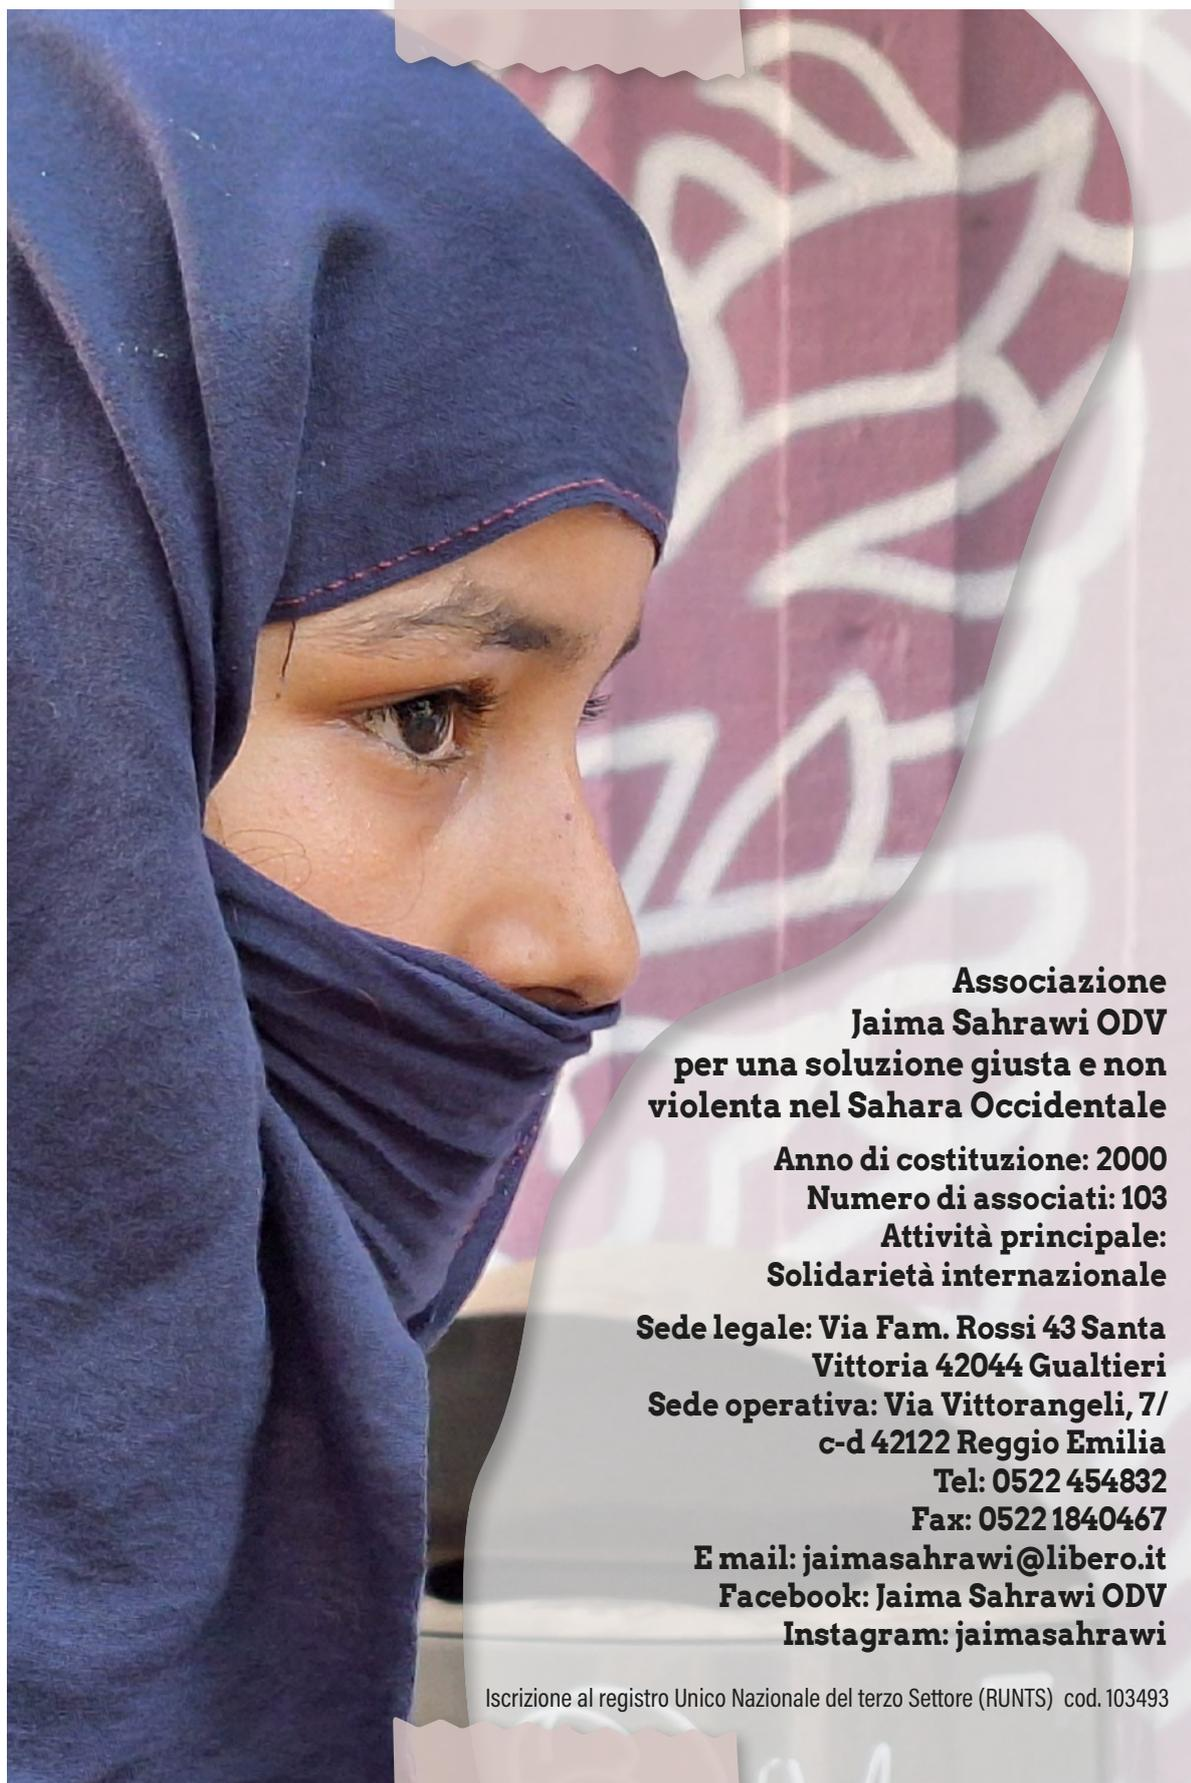 Associazione
Jaima Sahrawi ODV
per una soluzione giusta e non
violenta nel Sahara Occidentale
Anno di costituzione: 2000
Numero di associati: 103
Attività principale:
Solidarietà internazionale
Sede legale: Via Fam. Rossi 43 Santa
Vittoria 42044 Gualtieri
Sede operativa: Via Vittorangeli, 7/
c-d 42122 Reggio Emilia
Tel: 0522 454832
Fax: 0522 1840467
E mail: jaimasahrawi@libero.it
Facebook: Jaima Sahrawi ODV
Instagram: jaimasahrawi
Iscrizione al registro Unico Nazionale del terzo Settore (RUNTS) cod. 103493